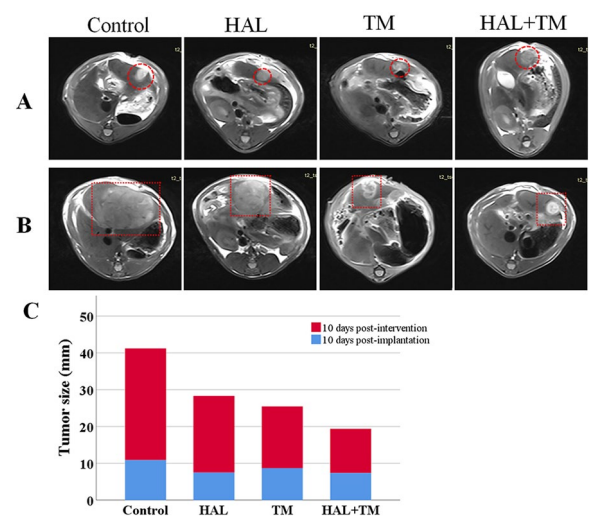 Control HAL TM HAL+TM
A
B
C
Tumor size (mm)
50
40
30
20
10
0
10 days post-intervention
10 days post-implantation
Control HAL TM HAL+TM